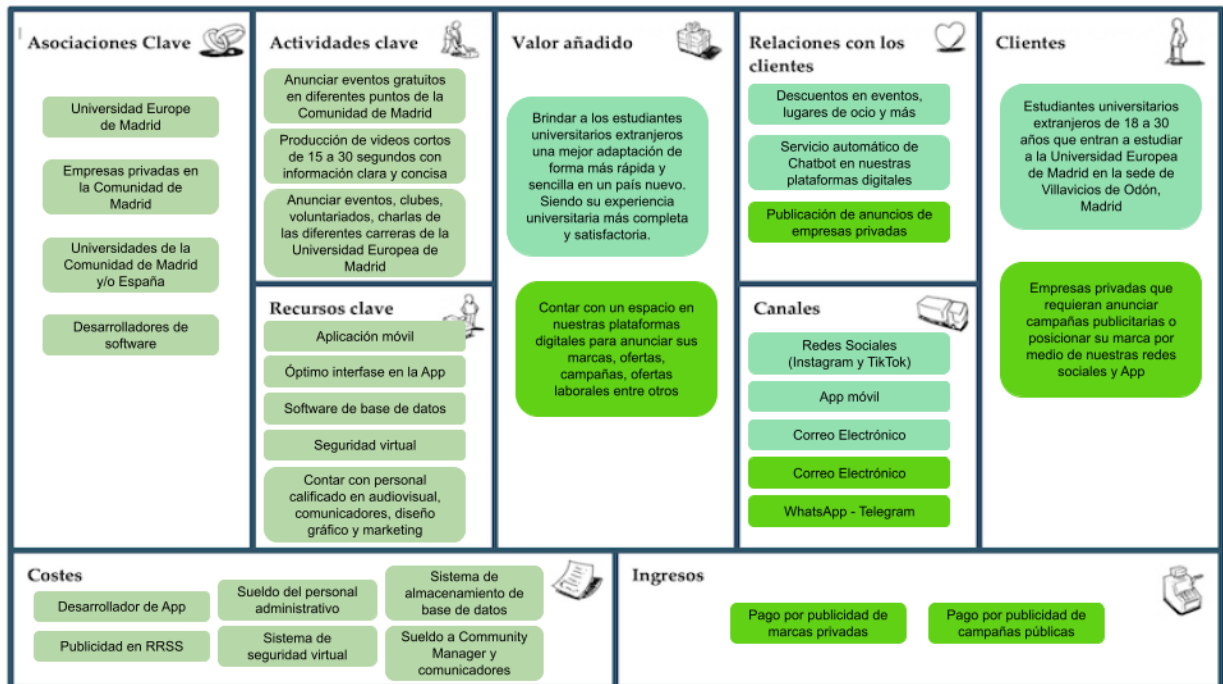 Asociaciones Clave
Universidad Europe
de Madrid
Empresas privadas en
la Comunidad de
Madrid
Universidades de la
Comunidad de Madrid
y/o España
Desarrolladores de
software
Actividades clave
Anunciar eventos gratuitos
en diferentes puntos de la
Comunidad de Madrid
Producción de videos cortos
de 15 a 30 segundos con
información clara y concisa
Anunciar eventos, clubes,
voluntariados, charlas de
las diferentes carreras de la
Universidad Europea de
Madrid
Recursos clave
Aplicación móvil
Óptimo interfase en la App
Software de base de datos
Seguridad virtual
Contar con personal
calificado en audiovisual,
comunicadores, diseño
gráfico y marketing
Valor añadido
Brindar a los estudiantes
universitarios extranjeros
una mejor adaptación de
forma más rápida y
sencilla en un país nuevo.
Siendo su experiencia
universitaria más completa
y satisfactoria.
Contar con un espacio en
nuestras plataformas
digitales para anunciar sus
marcas, ofertas,
campañas, ofertas
laborales entre otros
Relaciones con los
clientes
Descuentos en eventos,
lugares de ocio y más
Servicio automático de
Chatbot en nuestras
plataformas digitales
Publicación de anuncios de
empresas privadas
Canales
Redes Sociales
(Instagram y TikTok)
App móvil
Correo Electrónico
Correo Electrónico
WhatsApp - Telegram
Clientes
Estudiantes universitarios
extranjeros de 18 a 30
años que entran a estudiar
a la Universidad Europea
de Madrid en la sede de
Villavicios de Odón,
Madrid
Empresas privadas que
requieran anunciar
campañas publicitarias o
posicionar su marca por
medio de nuestras redes
sociales y App
Costes
Desarrollador de App
Publicidad en RRSS
Sueldo del personal
administrativo
Sistema de
seguridad virtual
Sistema de
almacenamiento de
base de datos
Sueldo a Community
Manager y
comunicadores
Ingresos
Pago por publicidad de
marcas privadas
Pago por publicidad de
campañas públicas